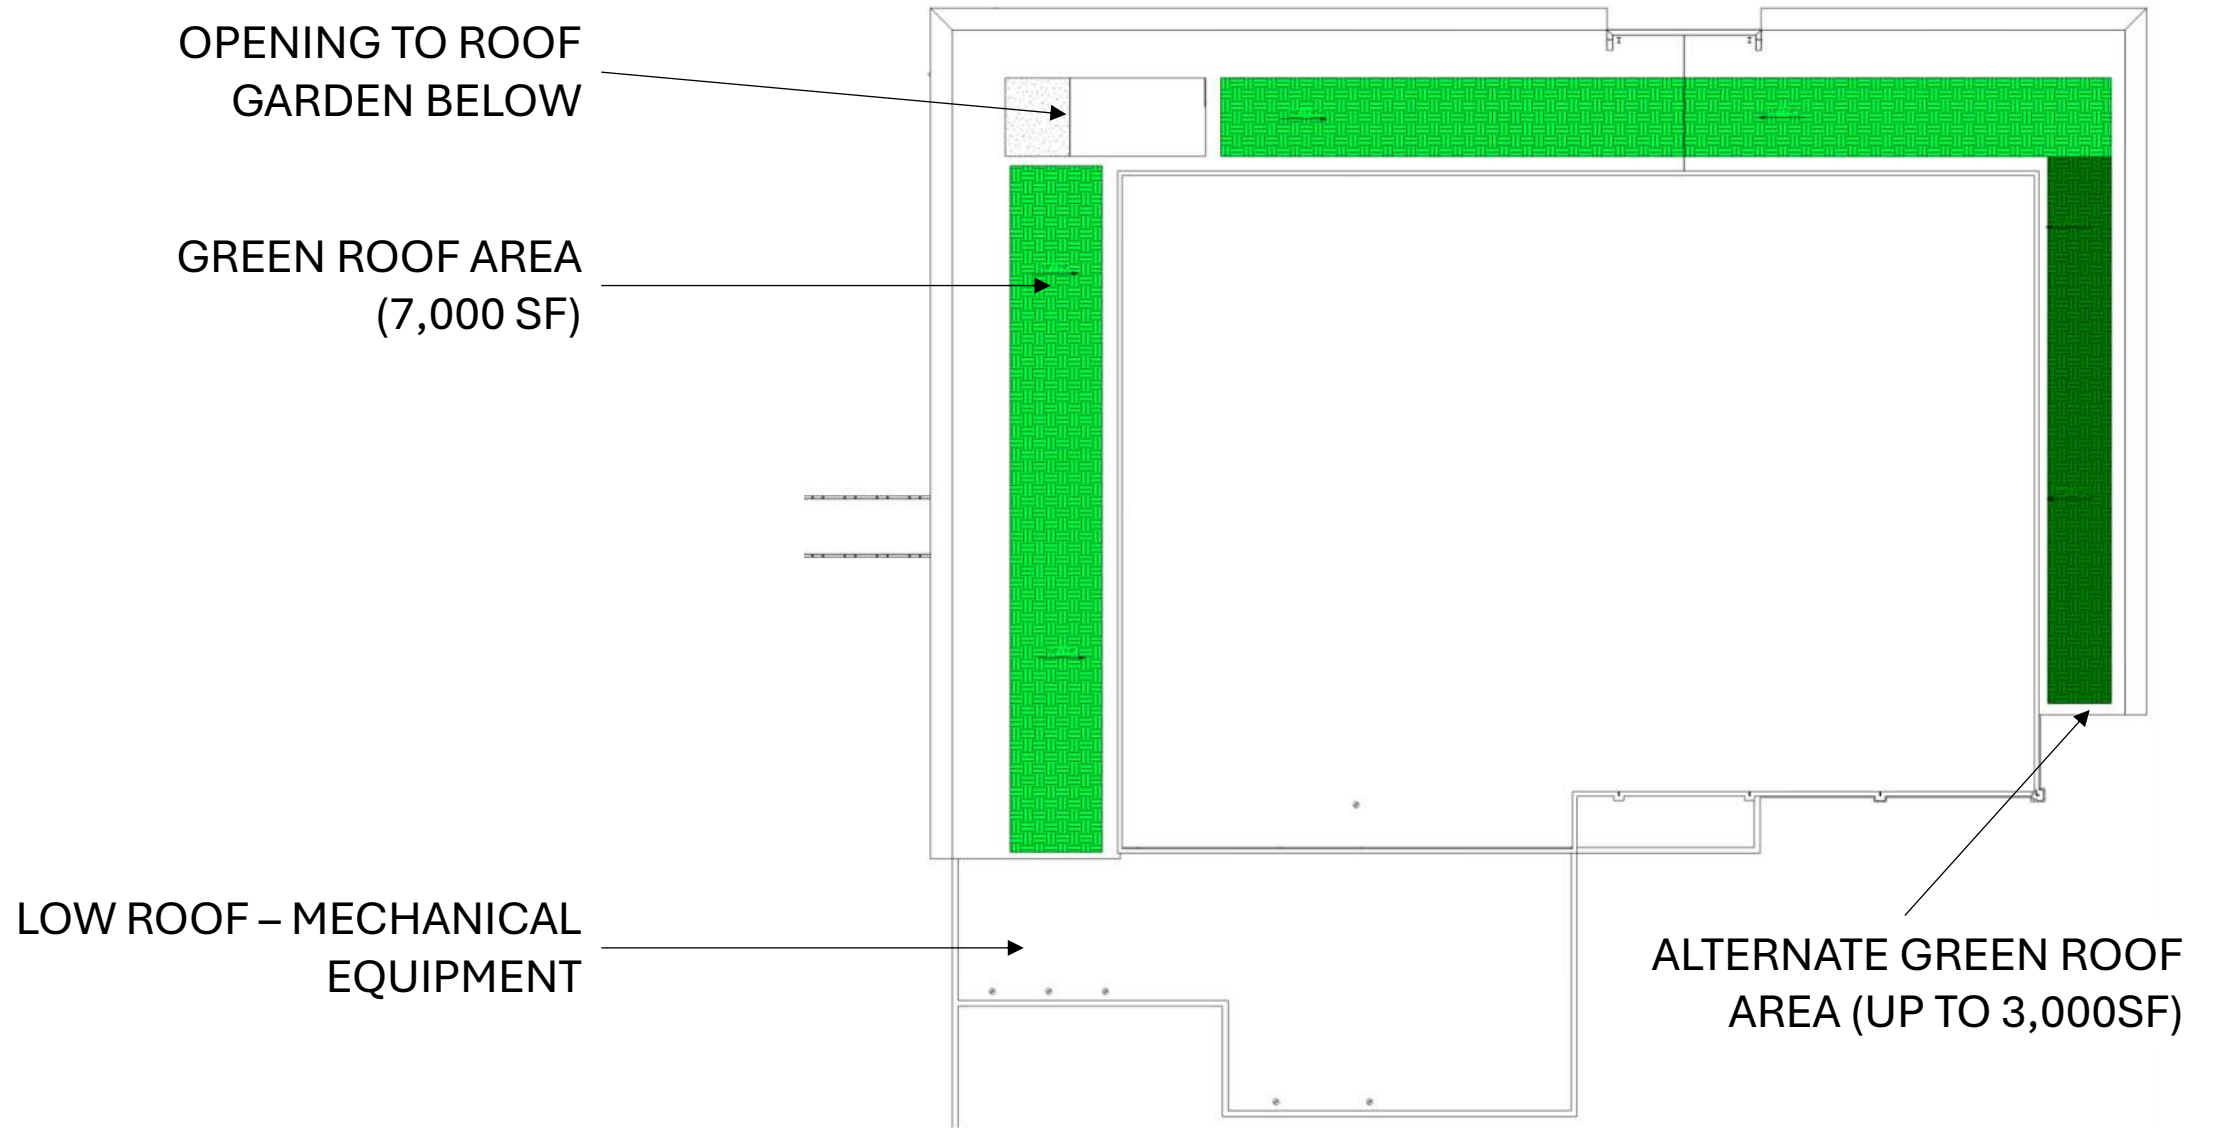 OPENING TO ROOF
GARDEN BELOW
GREEN ROOF AREA
(7,000 SF)
LOW ROOF – MECHANICAL
EQUIPMENT
ALTERNATE GREEN ROOF
AREA (UP TO 3,000SF)